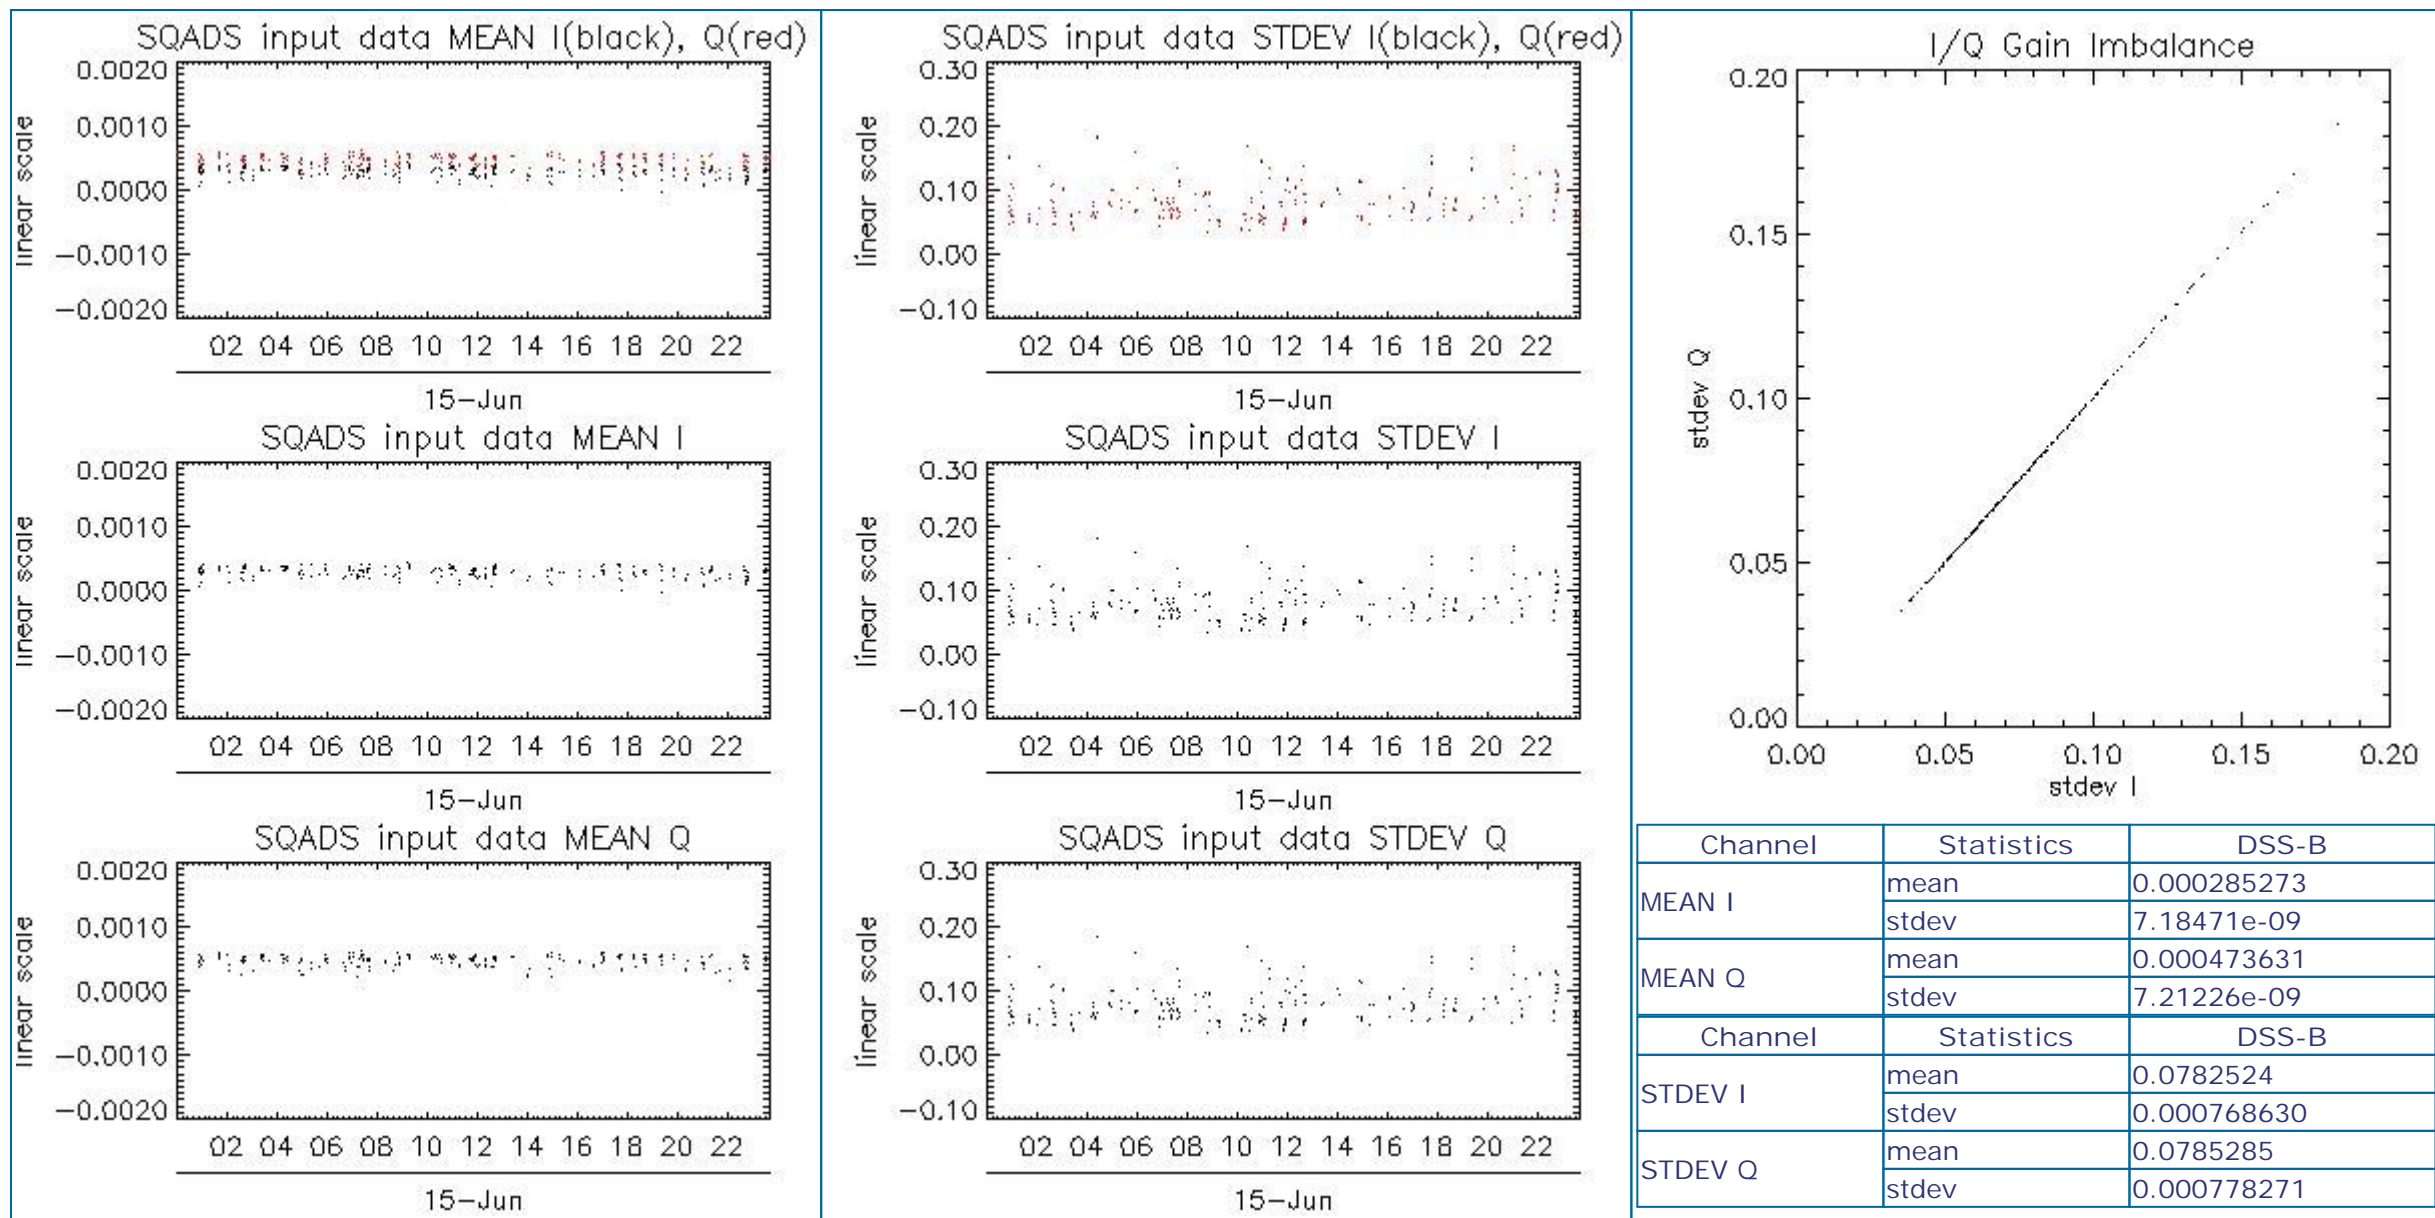 SQADS input data MEAN I(black), Q(red)
linear scale
0.0020
0.0010
0.0000
−0.0010
−0.0020
02 04 06 08 10 12 14 16 18 20 22
15−Jun
SQADS input data MEAN I
linear scale
0.0020
0.0010
0.0000
−0.0010
−0.0020
02 04 06 08 10 12 14 16 18 20 22
15−Jun
SQADS input data MEAN Q
linear scale
0.0020
0.0010
0.0000
−0.0010
−0.0020
02 04 06 08 10 12 14 16 18 20 22
15−Jun
SQADS input data STDEV I(black), Q(red)
linear scale
0.30
0.20
0.10
0.00
−0.10
02 04 06 08 10 12 14 16 18 20 22
15−Jun
SQADS input data STDEV I
linear scale
0.30
0.20
0.10
0.00
−0.10
02 04 06 08 10 12 14 16 18 20 22
15−Jun
SQADS input data STDEV Q
linear scale
0.30
0.20
0.10
0.00
−0.10
02 04 06 08 10 12 14 16 18 20 22
15−Jun
I/Q Gain Imbalance
stdev Q
0.20
0.15
0.10
0.05
0.00
0.00 0.05 0.10 0.15 0.20
stdev I
Channel Statistics DSS-B
MEAN I mean 0.000285273
stdev 7.18471e-09
MEAN Q mean 0.000473631
stdev 7.21226e-09
Channel Statistics DSS-B
STDEV I mean 0.0782524
stdev 0.000768630
STDEV Q mean 0.0785285
stdev 0.000778271